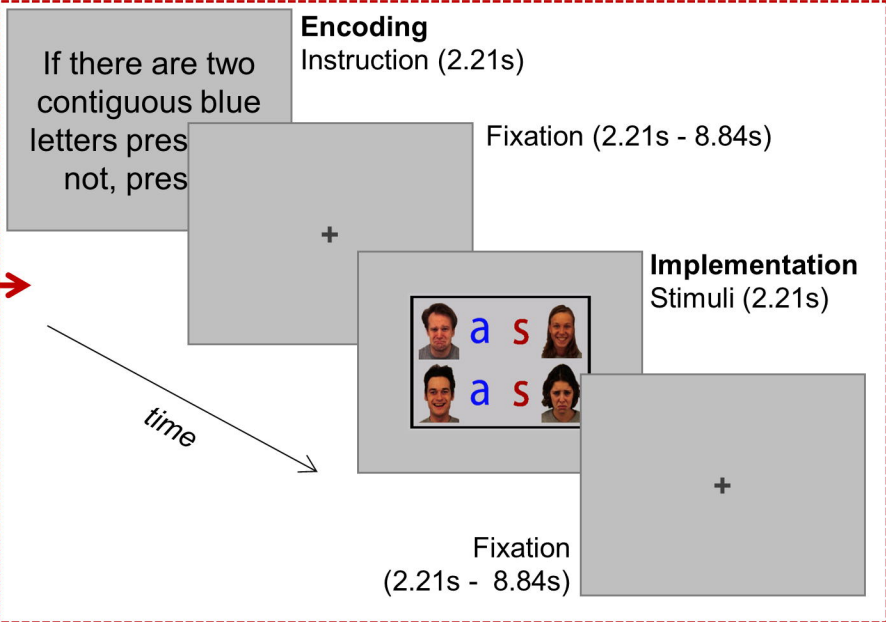 If there are two
contiguous blue
letters pres
not, pres
Encoding
Instruction (2.21s)
Fixation (2.21s - 8.84s)
+
Implementation
Stimuli (2.21s)
a s
a s
time
+
Fixation
(2.21s - 8.84s)